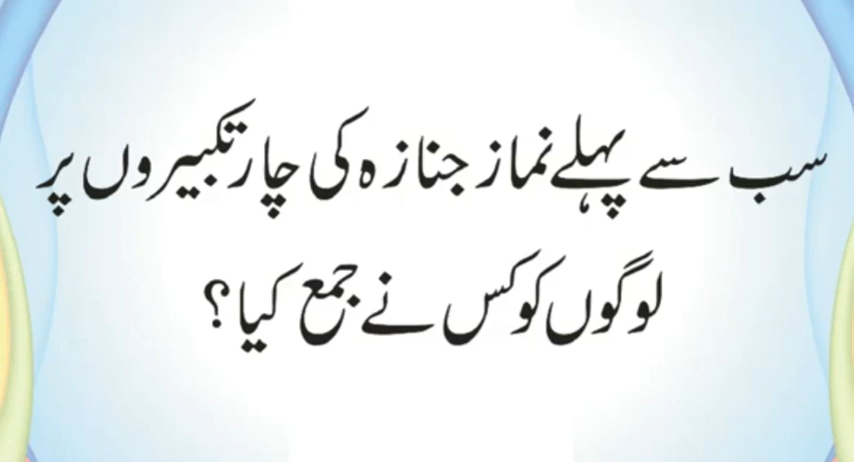 سب سے پہلے نماز جنازہ کی چار تکبیروں پر
لوگوں کو کس نے جمع کیا؟